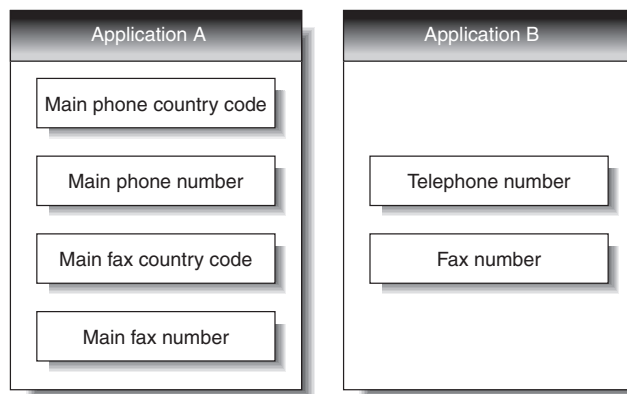 Application A
Main phone country code
Main phone number
Main fax country code
Main fax number
Application B
Telephone number
Fax number